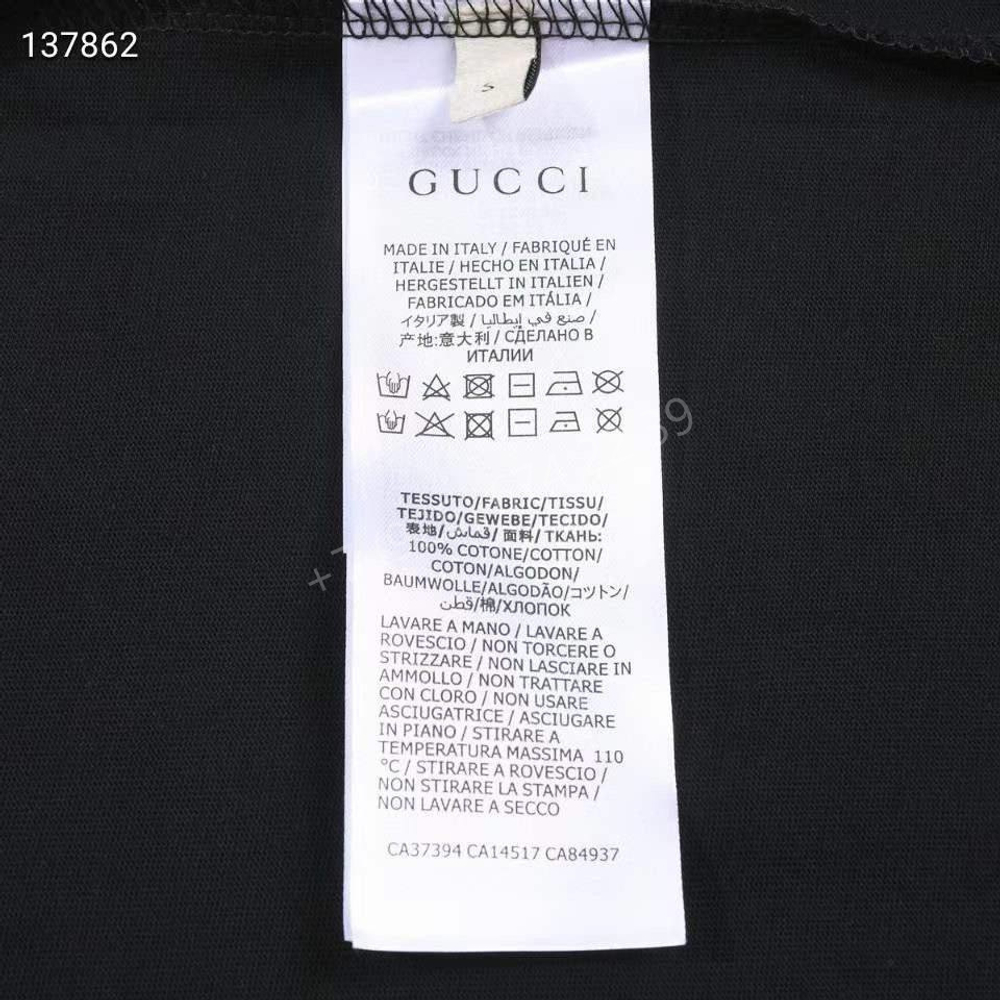 137862
S
GUCCI
MADE IN ITALY / FABRIQUÉ EN
ITALIE / HECHO EN ITALIA /
HERGESTELLT IN ITALIEN /
FABRICADO EM ITÁLIA /
イタリア製 / صنع في إيطاليا /
产地:意大利 / СДЕЛАНО В
ИТАЛИИ
TESSUTO/FABRIC/TISSU/
TEJIDO/GEWEBE/TECIDO/
表地/قماش/ 面料/ ТКАНЬ:
100% COTONE/COTTON/
COTON/ALGODON/
BAUMWOLLE/ALGODÃO/コットン/
قطن/棉/ХЛОПОК
LAVARE A MANO / LAVARE A
ROVESCIO / NON TORCERE O
STRIZZARE / NON LASCIARE IN
AMMOLLO / NON TRATTARE
CON CLORO / NON USARE
ASCIUGATRICE / ASCIUGARE
IN PIANO / STIRARE A
TEMPERATURA MASSIMA 110
°C / STIRARE A ROVESCIO /
NON STIRARE LA STAMPA /
NON LAVARE A SECCO
CA37394 CA14517 CA84937